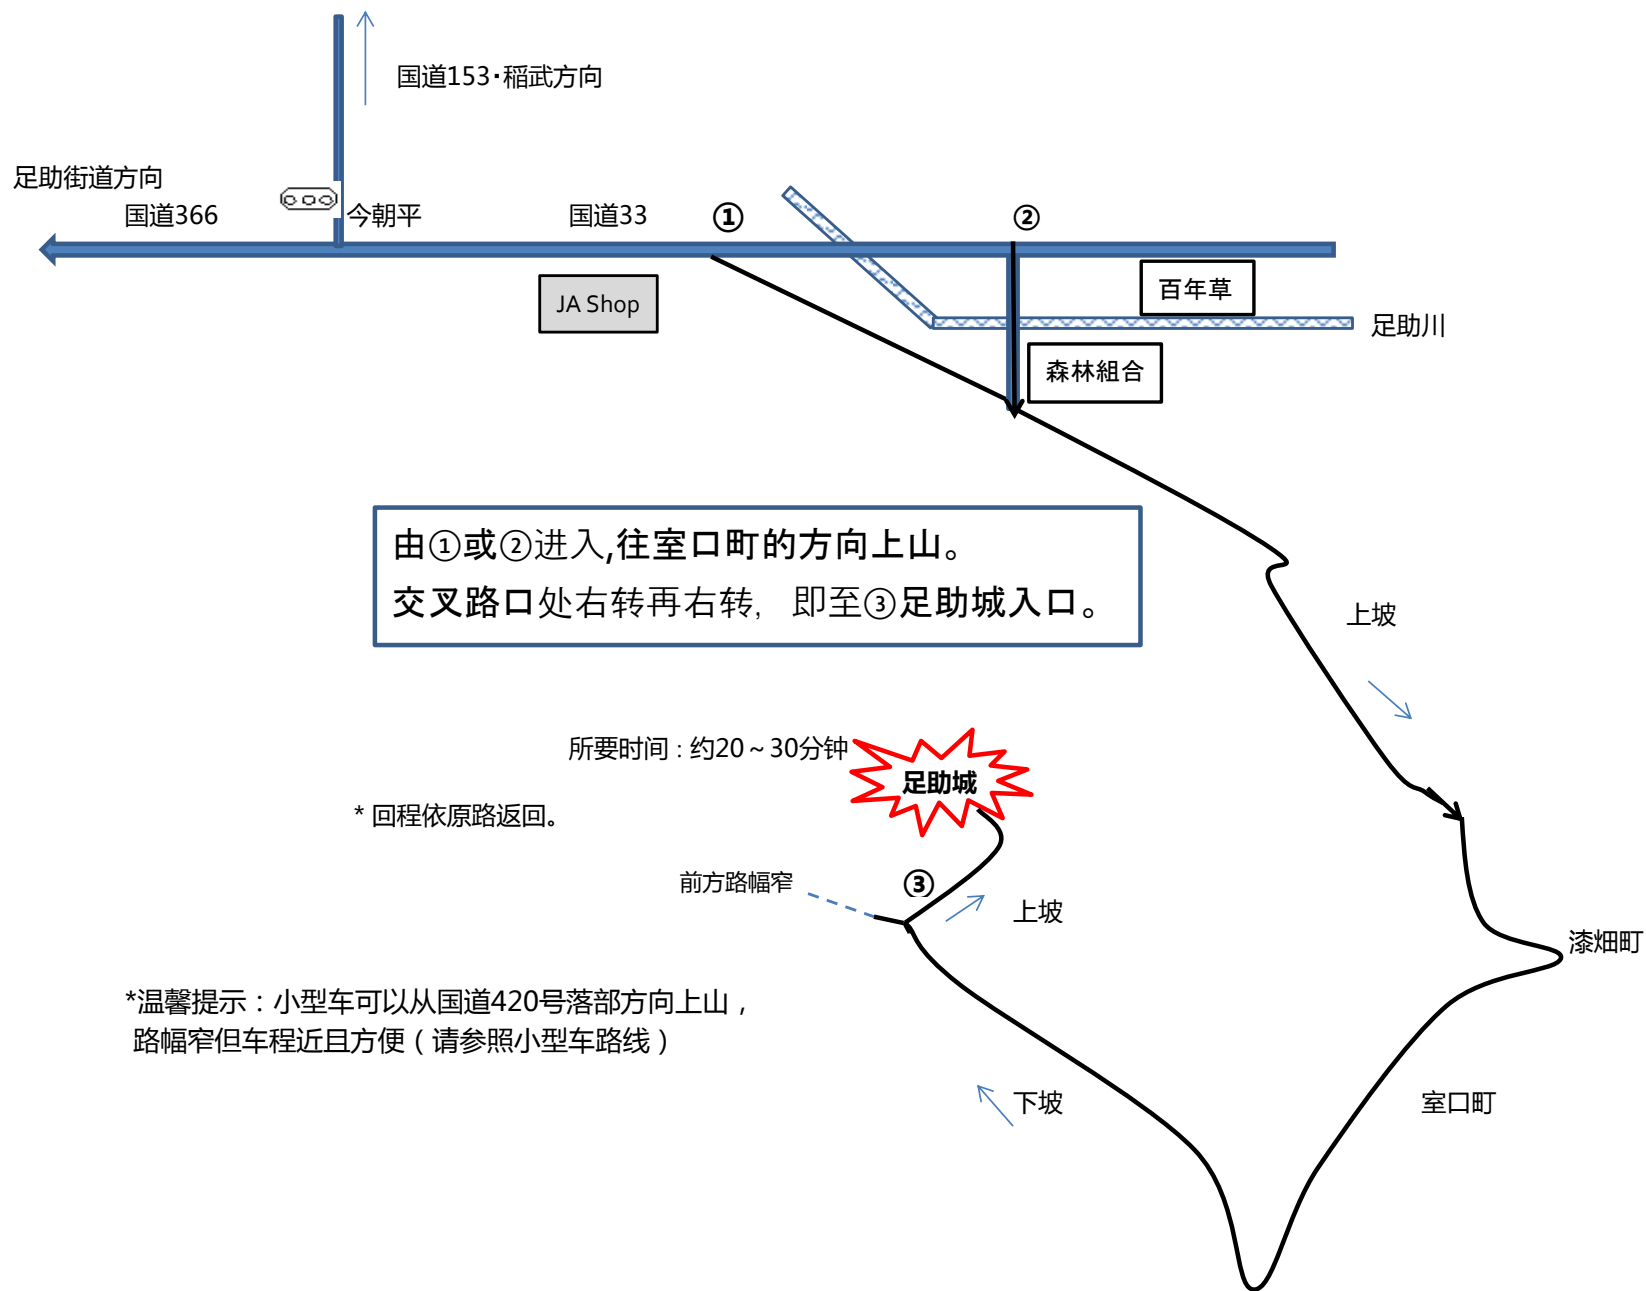 国道153・稲武方向
足助街道方向
国道366
今朝平
国道33
①
②
JA Shop
百年草
足助川
森林組合
由①或②进入,往室口町的方向上山。
交叉路口处右转再右转,　即至③足助城入口。
上坡
所要时间：约20～30分钟
足助城
* 回程依原路返回。
前方路幅窄
③
上坡
漆畑町
*温馨提示：小型车可以从国道420号落部方向上山，
路幅窄但车程近且方便（请参照小型车路线）
下坡
室口町